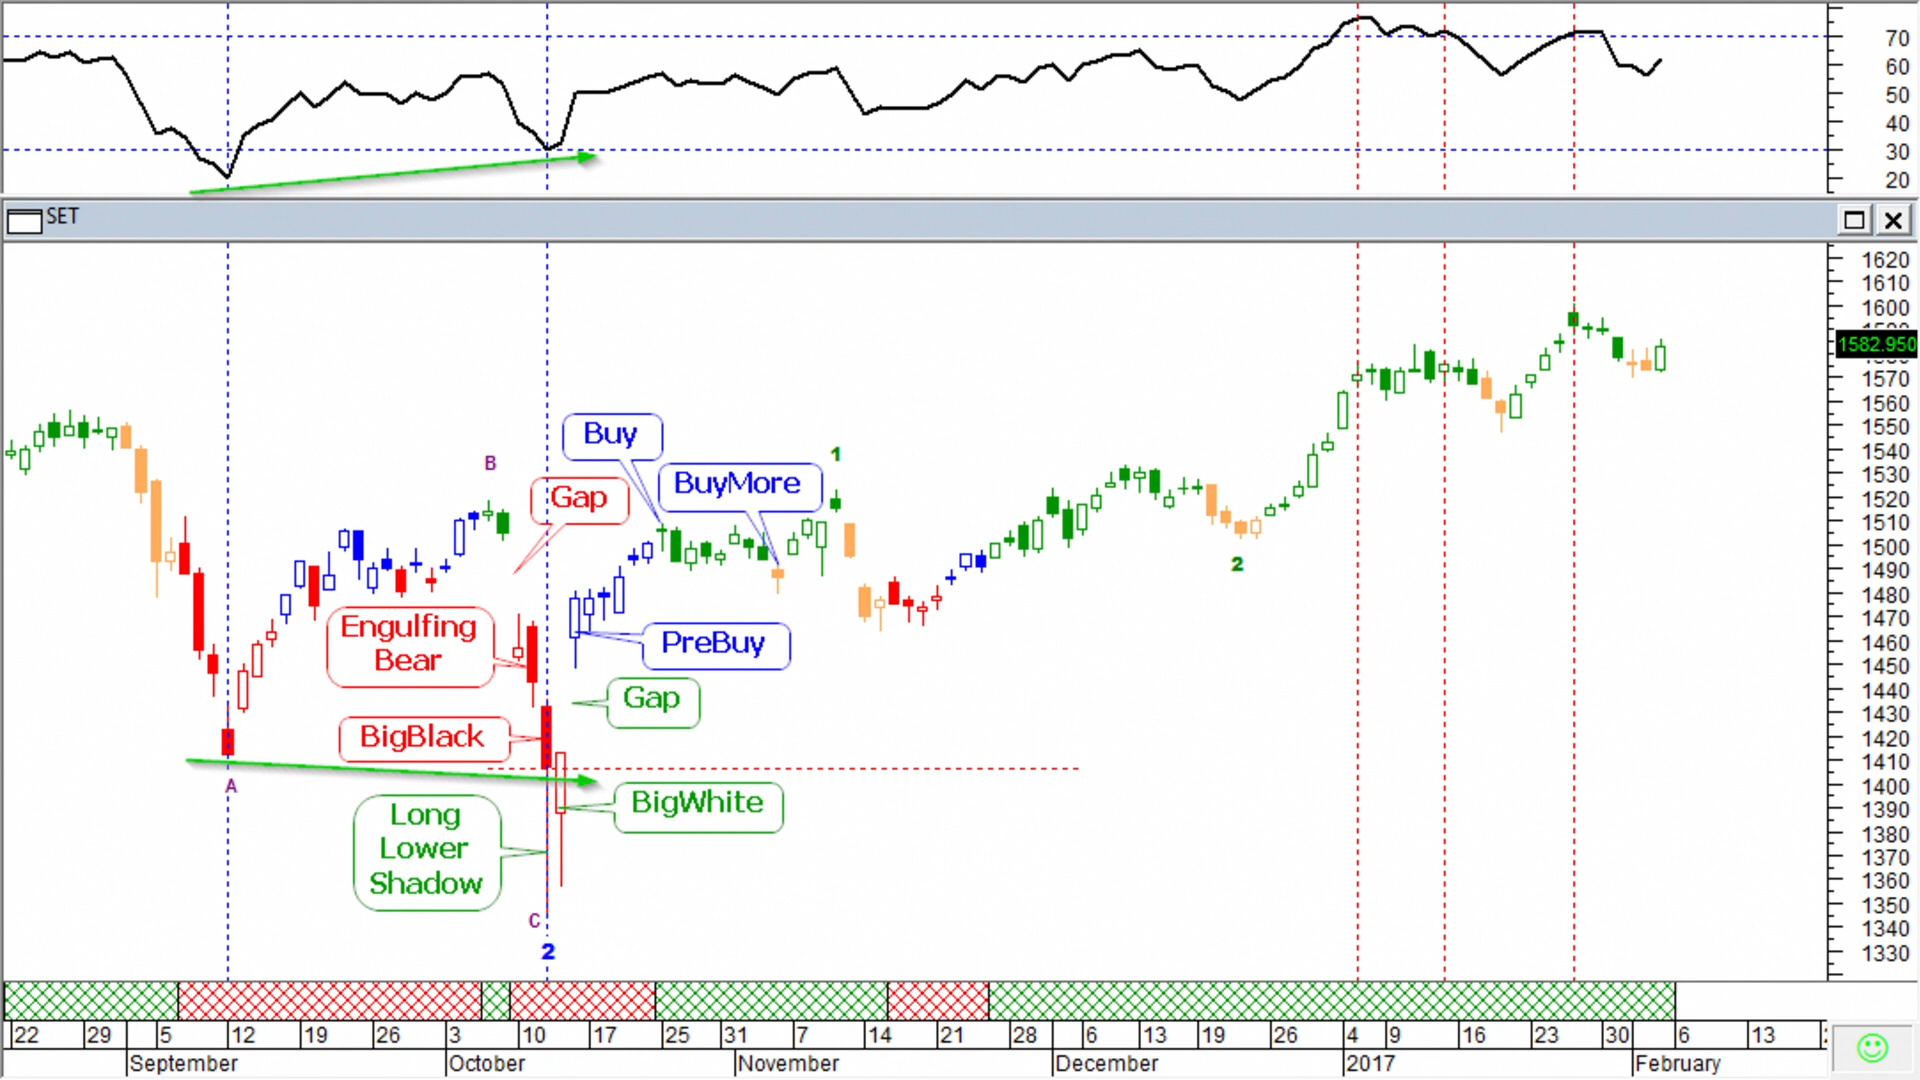 70
60
50
40
30
20
SET
1620
1610
1600
1582.950
1570
1560
1550
1540
1530
1520
1510
1500
1490
1480
1470
1460
1450
1440
1430
1420
1410
1400
1390
1380
1370
1360
1350
1340
1330
Buy
1
B
BuyMore
Gap
2
Engulfing
Bear
PreBuy
Gap
BigBlack
A
BigWhite
Long
Lower
Shadow
C
2
22 29 5 12 19 26 3 10 17 25 31 7 14 21 28 6 13 19 26 4 9 16 23 30 6 13
September October November December 2017 February